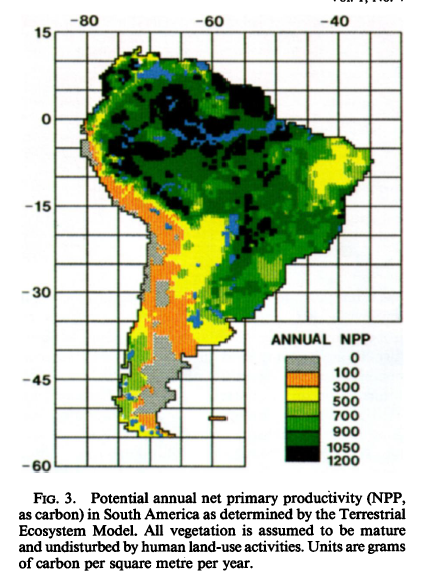 -80 -60 -40
15
0
-15
-30
-45
-60
ANNUAL NPP
0
100
300
500
700
900
1050
1200
FIG. 3. Potential annual net primary productivity (NPP,
as carbon) in South America as determined by the Terrestrial
Ecosystem Model. All vegetation is assumed to be mature
and undisturbed by human land-use activities. Units are grams
of carbon per square metre per year.